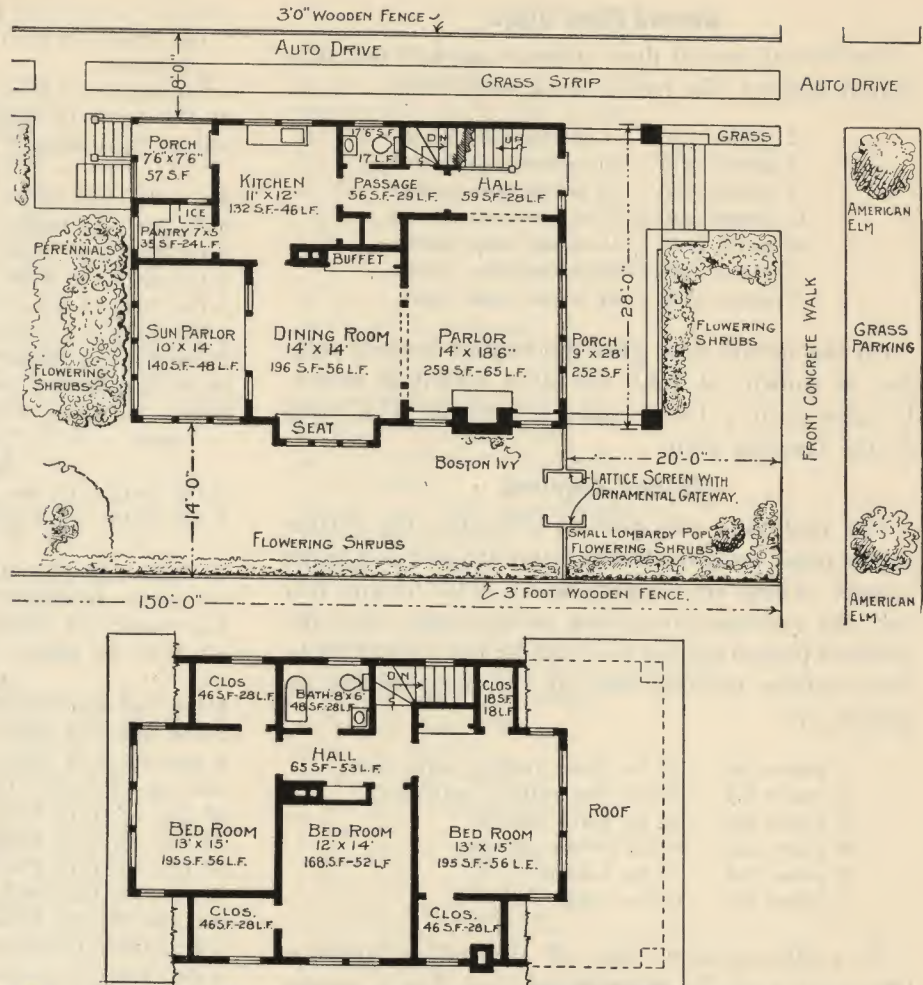 3'0" WOODEN FENCE
AUTO DRIVE
8'-0"
GRASS STRIP
AUTO DRIVE
PORCH
7'6" X 7'6"
57 S.F
KITCHEN
11' X 12'
132 S.F.-46 L.F.
17'6" S.F.
17 L.F.
PASSAGE
56 S.F.-29 L.F.
DN
UP
HALL
59 S.F.-28 L.F.
GRASS
ICE
PANTRY 7'X5'
35 S.F-24 L.F.
BUFFET
PERENNIALS
SUN PARLOR
10' X 14'
140 S.F.-48 L.F.
FLOWERING
SHRUBS
DINING ROOM
14' X 14'
196 S.F.-56 L.F.
PARLOR
14' X 18'6"
259 S.F.-65 L.F.
PORCH
9' X 28'
252 S.F
28'-0"
FLOWERING
SHRUBS
FRONT CONCRETE WALK
AMERICAN
ELM
GRASS
PARKING
SEAT
BOSTON IVY
14'-0"
20'-0"
LATTICE SCREEN WITH
ORNAMENTAL GATEWAY.
FLOWERING SHRUBS
SMALL LOMBARDY POPLAR
FLOWERING SHRUBS
3' FOOT WOODEN FENCE.
150'-0"
AMERICAN
ELM
CLOS
46 S.F-28 L.F.
BATH-8'X6'
48 S.F.-28 L.F.
DN
CLOS
18 S.F.
18 L.F.
HALL
65 SF-53 L.F.
BED ROOM
13' X 15'
195 S.F. 56 L.F.
BED ROOM
12' X 14'
168 S.F.-52 L.F
BED ROOM
13' X 15'
195 S.F.-56 L.E.
ROOF
CLOS.
46 S.F.-28 L.F.
CLOS.
46 S.F.-28 L.F